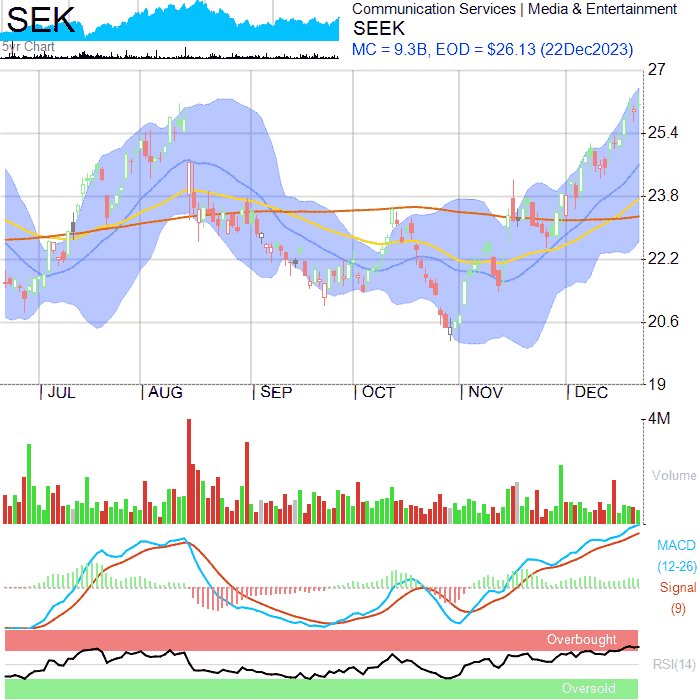 SEK
5yr Chart
Communication Services | Media & Entertainment
SEEK
MC = 9.3B, EOD = $26.13 (22Dec2023)
27
25.4
23.8
22.2
20.6
19
JUL AUG SEP OCT NOV DEC
4M
Volume
MACD
(12-26)
Signal
(9)
Overbought
RSI(14)
Oversold